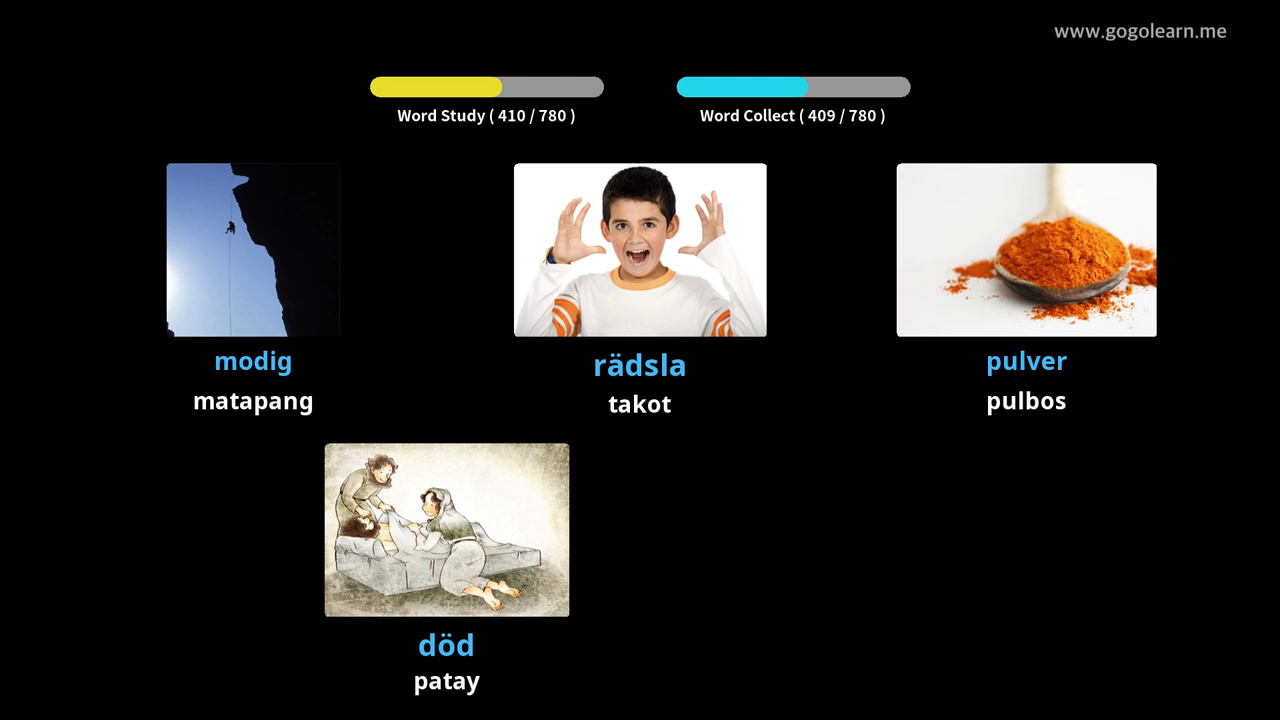 www.gogolearn.me
Word Study ( 410 / 780 )
Word Collect ( 409 / 780 )
modig
matapang
rädsla
takot
pulver
pulbos
död
patay